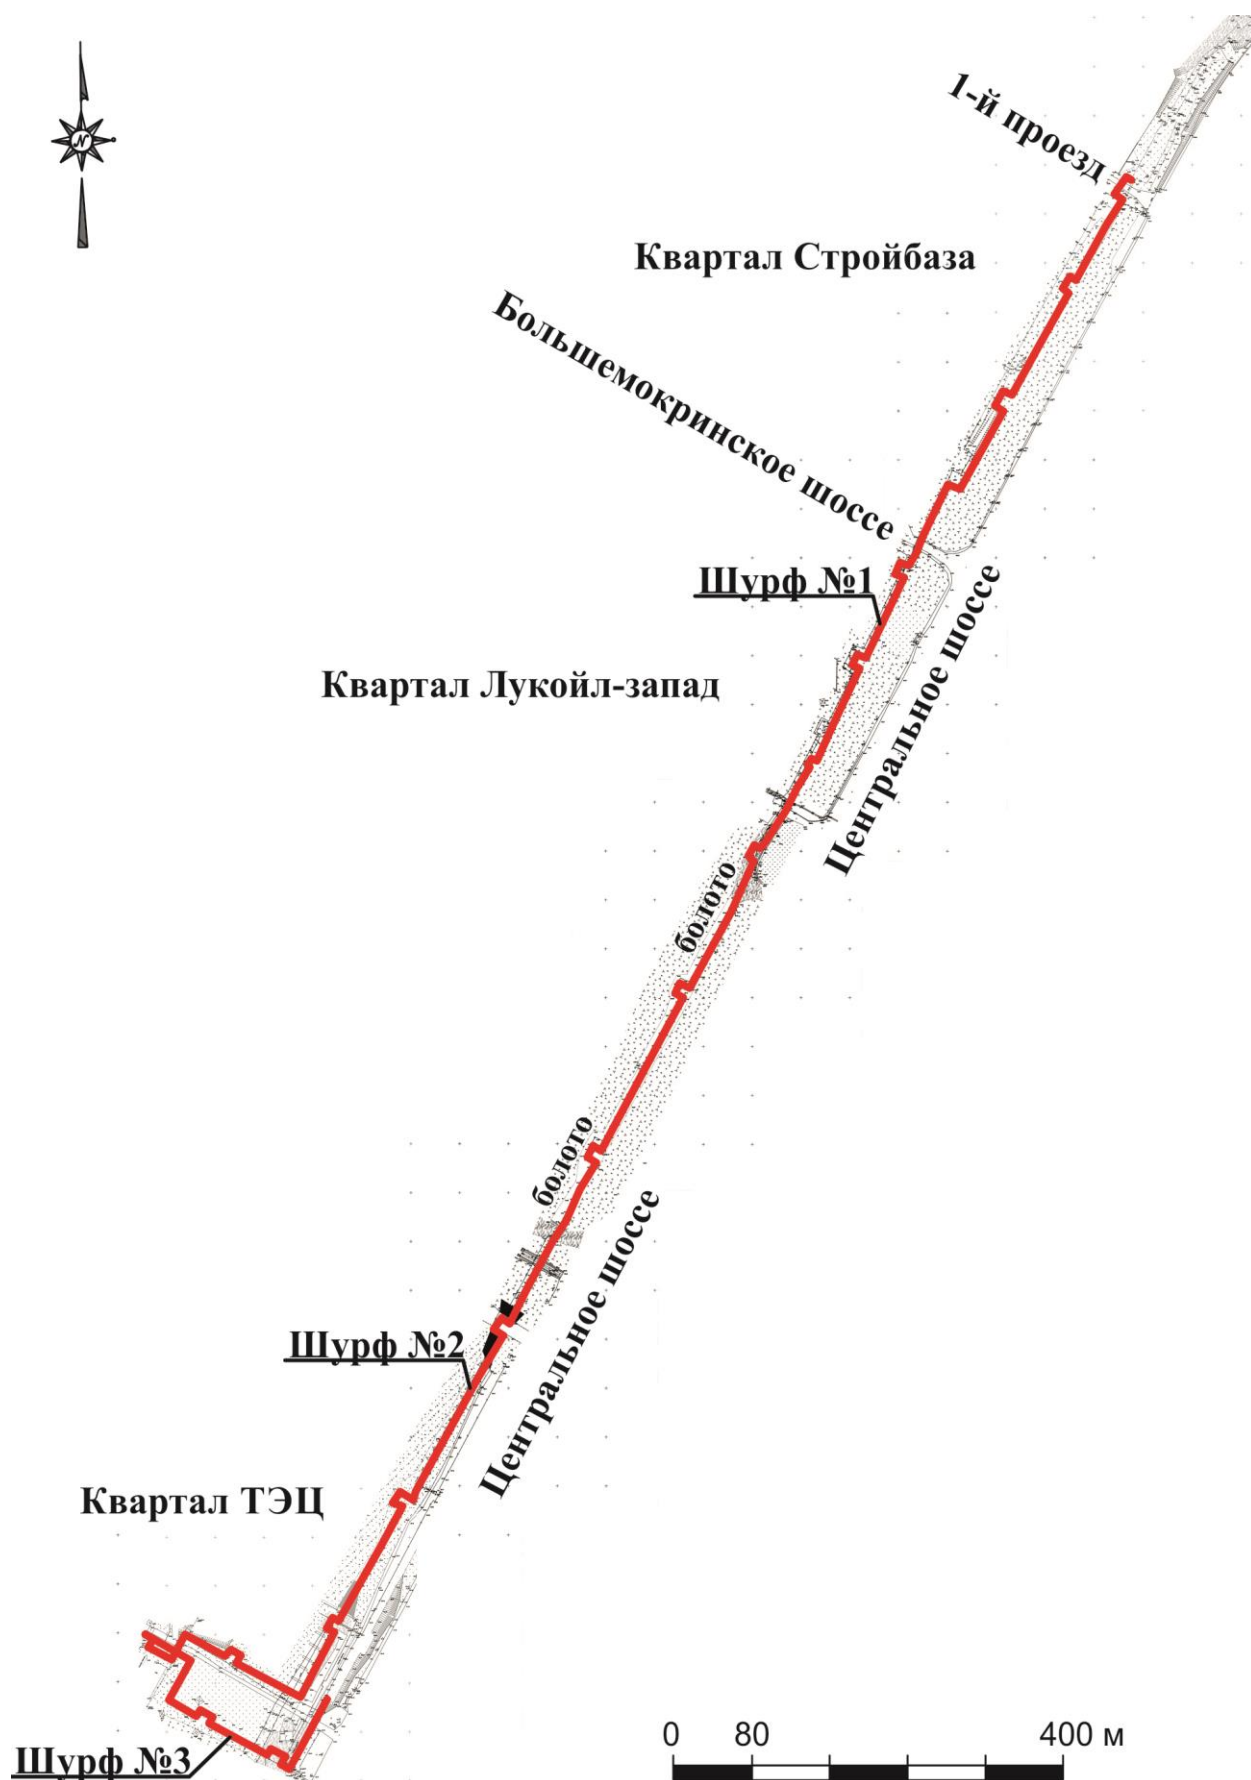 N
1-й проезд
Квартал Стройбаза
Большемокринское шоссе
Шурф №1
Центральное шоссе
Квартал Лукойл-запад
болото
болото
Центральное шоссе
Шурф №2
Квартал ТЭЦ
Шурф №3
0 80 400 м